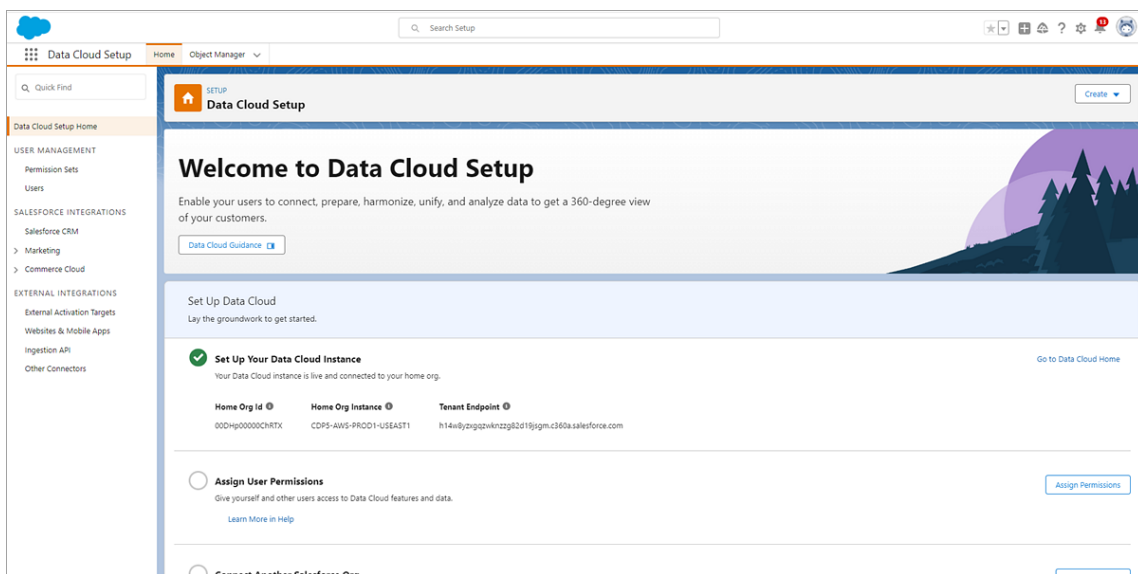 Search Setup
13
Data Cloud Setup
Home
Object Manager
Quick Find
Data Cloud Setup Home
USER MANAGEMENT
Permission Sets
Users
SALESFORCE INTEGRATIONS
Salesforce CRM
Marketing
Commerce Cloud
EXTERNAL INTEGRATIONS
External Activation Targets
Websites & Mobile Apps
Ingestion API
Other Connectors
SETUP
Data Cloud Setup
Create
Welcome to Data Cloud Setup
Enable your users to connect, prepare, harmonize, unify, and analyze data to get a 360-degree view
of your customers.
Data Cloud Guidance
Set Up Data Cloud
Lay the groundwork to get started.
Set Up Your Data Cloud Instance
Go to Data Cloud Home
Your Data Cloud instance is live and connected to your home org.
Home Org Id
Home Org Instance
Tenant Endpoint
00DHp00000ChRTX
CDP5-AWS-PROD1-USEAST1
h14w8yzxgqzwknzzg82d19jsgm.c360a.salesforce.com
Assign User Permissions
Assign Permissions
Give yourself and other users access to Data Cloud features and data.
Learn More in Help
Connect Another Salesforce Org